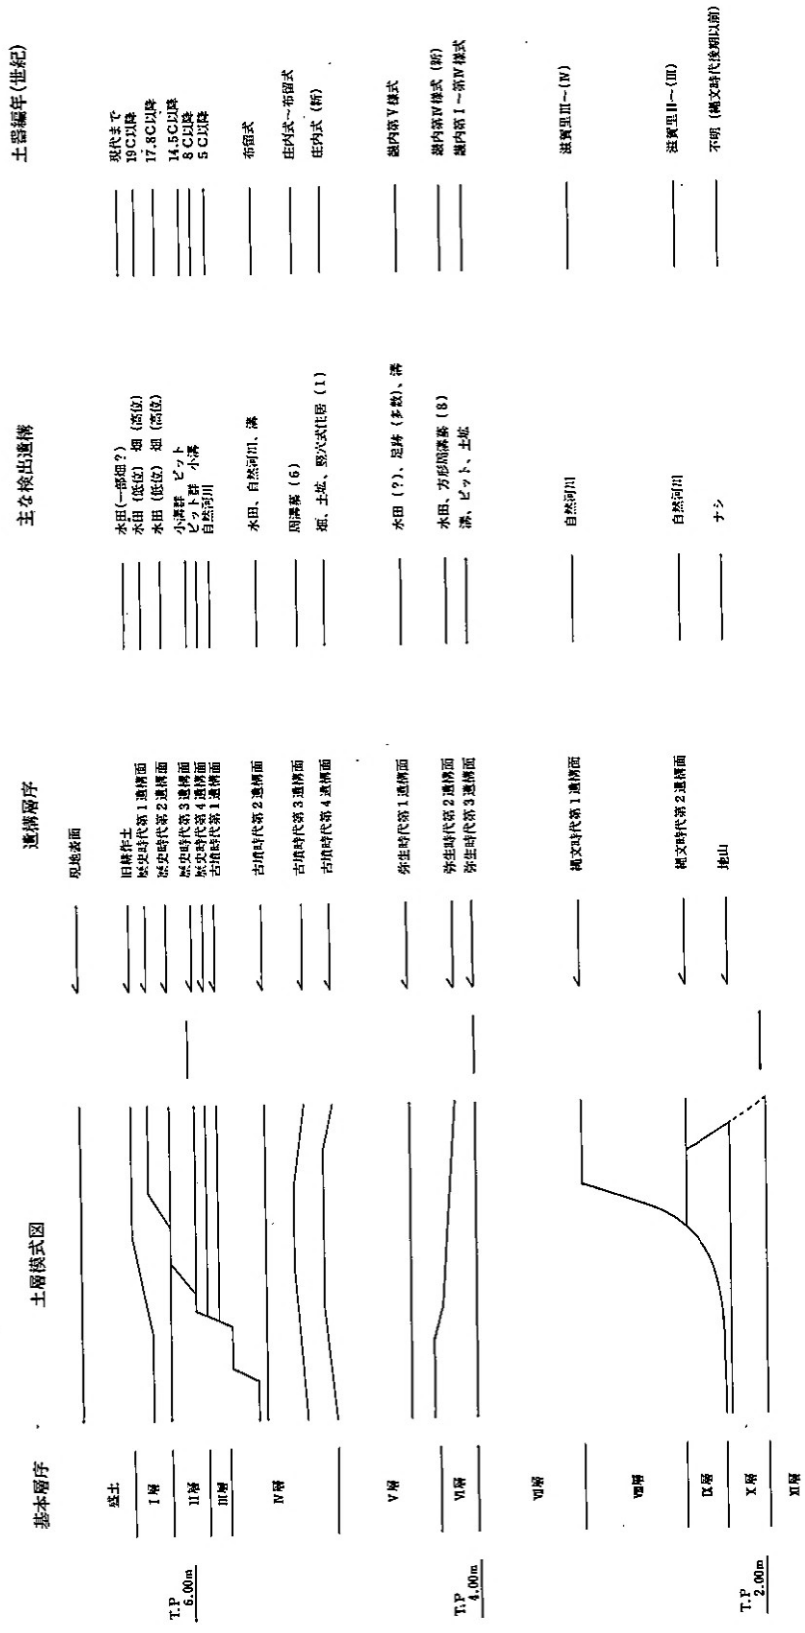 基本層序
盛土
I層
II層
III層
IV層
V層
VI層
VII層
VIII層
IX層
X層
XI層
T.P 6.00m
T.P 4.00m
T.P 2.00m
土層模式図
遺構層序
現地表面
旧耕作土
歴史時代第1遺構面
歴史時代第2遺構面
歴史時代第3遺構面
歴史時代第4遺構面
古墳時代第1遺構面
古墳時代第2遺構面
古墳時代第3遺構面
古墳時代第4遺構面
弥生時代第1遺構面
弥生時代第2遺構面
弥生時代第3遺構面
縄文時代第1遺構面
縄文時代第2遺構面
地山
主な検出遺構
水田(一部畑?)
水田(低位) 畑(高位)
水田(低位) 畑(高位)
小溝群 ピット
ピット群 小溝
自然河川
水田、自然河川、溝
周溝墓(6)
畑、土坑、竪穴式住居(1)
水田(?)、足跡(多数)、溝
水田、方形周溝墓(8)
溝、ピット、土坑
自然河川
自然河川
ナシ
土器編年(世紀)
現代まで
19C以降
17.8C以降
14.5C以降
8C以降
5C以降
布留式
庄内式〜布留式
庄内式(新)
畿内第V様式
畿内第IV様式(新)
畿内第I〜第IV様式
滋賀里III〜(IV)
滋賀里II〜(III)
不明(縄文時代後期以前)